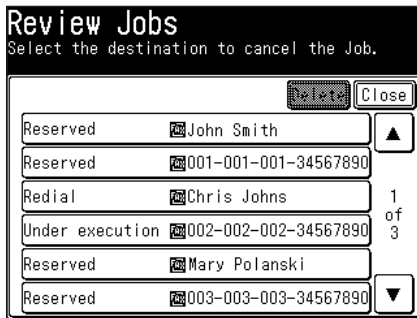 Review Jobs
Select the destination to cancel the Job.
Delete Close
Reserved John Smith
Reserved 001-001-001-34567890
Redial Chris Johns
Under execution 002-002-002-34567890
Reserved Mary Polanski
Reserved 003-003-003-34567890
1
of
3